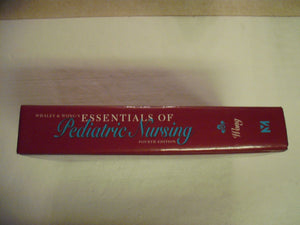 WHALEY & WONG'S ESSENTIALS OF
Pediatric Nursing
FOURTH EDITION
Wong
M